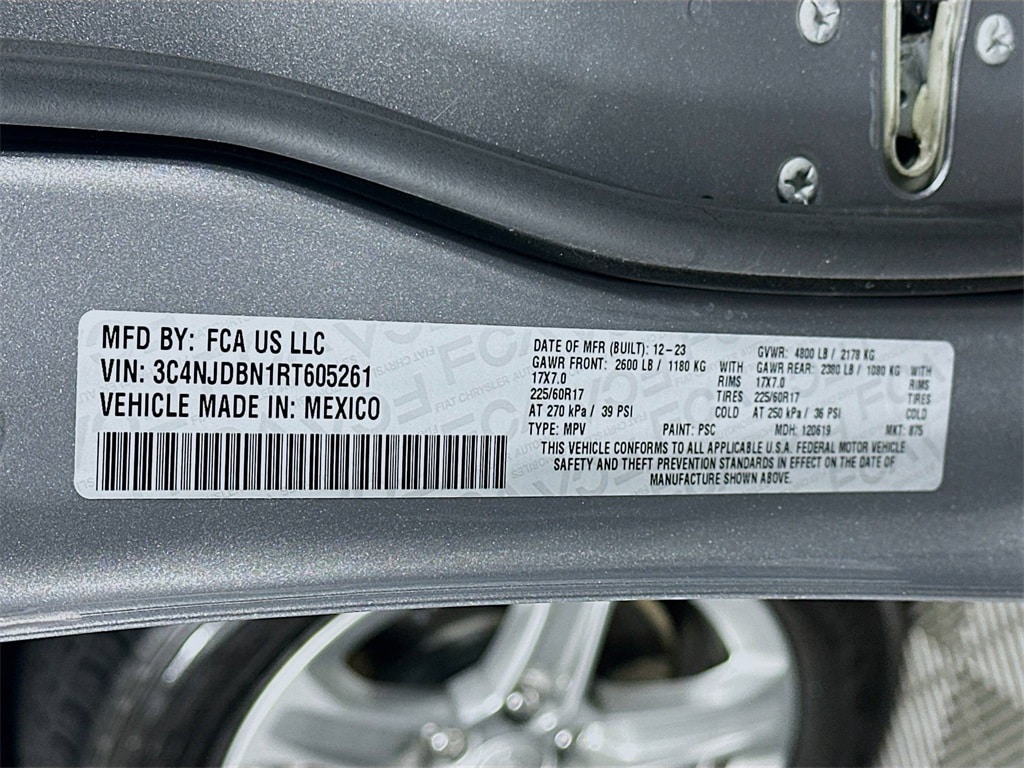 MFD BY: FCA US LLC
VIN: 3C4NJDBN1RT605261
VEHICLE MADE IN: MEXICO
DATE OF MFR (BUILT): 12-23 GVWR: 4800 LB / 2178 KG
GAWR FRONT: 2600 LB / 1180 KG WITH GAWR REAR: 2380 LB / 1080 KG WITH
17X7.0 RIMS 17X7.0 RIMS
225/60R17 TIRES 225/60R17 TIRES
AT 270 kPa / 39 PSI COLD AT 250 kPa / 36 PSI COLD
TYPE: MPV PAINT: PSC MDH: 120619 MKT: 875
THIS VEHICLE CONFORMS TO ALL APPLICABLE U.S.A. FEDERAL MOTOR VEHICLE
SAFETY AND THEFT PREVENTION STANDARDS IN EFFECT ON THE DATE OF
MANUFACTURE SHOWN ABOVE.